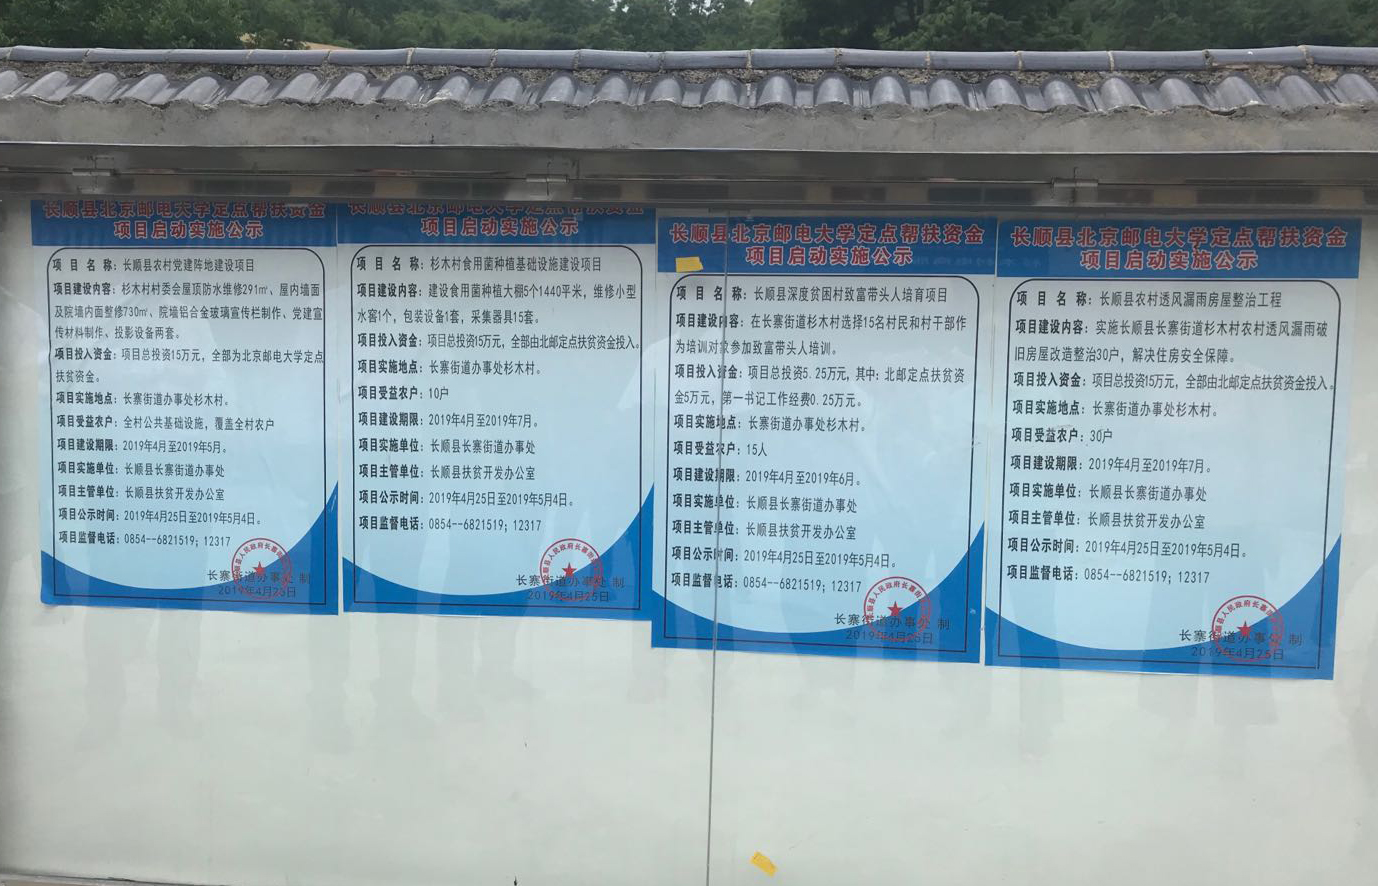 长顺县北京邮电大学定点帮扶资金
项目启动实施公示
项 目 名 称：长顺县农村党建阵地建设项目
项目建设内容：杉木村村委会屋顶防水维修291㎡、屋内墙面
及院墙内面整修730㎡、院墙铝合金玻璃宣传栏制作、党建宣
传材料制作、投影设备两套。
项目投入资金：项目总投资15万元，全部为北京邮电大学定点
扶贫资金。
项目实施地点：长寨街道办事处杉木村。
项目受益农户：全村公共基础设施，覆盖全村农户
项目建设期限：2019年4月至2019年5月。
项目实施单位：长顺县长寨街道办事处
项目主管单位：长顺县扶贫开发办公室
项目公示时间：2019年4月25日至2019年5月4日。
项目监督电话：0854--6821519；12317
长寨街道办事处 制
2019年4月25日
长顺县北京邮电大学定点帮扶资金
项目启动实施公示
项 目 名 称：杉木村食用菌种植基础设施建设项目
项目建设内容：建设食用菌种植大棚5个1440平米，维修小型
水窖1个，包装设备1套，采集器具15套。
项目投入资金：项目总投资15万元，全部由北邮定点扶贫资金投入。
项目实施地点：长寨街道办事处杉木村。
项目受益农户：10户
项目建设期限：2019年4月至2019年7月。
项目实施单位：长顺县长寨街道办事处
项目主管单位：长顺县扶贫开发办公室
项目公示时间：2019年4月25日至2019年5月4日。
项目监督电话：0854--6821519；12317
长寨街道办事处 制
2019年4月25日
长顺县北京邮电大学定点帮扶资金
项目启动实施公示
项 目 名 称：长顺县深度贫困村致富带头人培育项目
项目建设内容：在长寨街道杉木村选择15名村民和村干部作
为培训对象参加致富带头人培训。
项目投入资金：项目总投资5.25万元，其中：北邮定点扶贫资
金5万元，第一书记工作经费0.25万元。
项目实施地点：长寨街道办事处杉木村。
项目受益农户：15人
项目建设期限：2019年4月至2019年6月。
项目实施单位：长顺县长寨街道办事处
项目主管单位：长顺县扶贫开发办公室
项目公示时间：2019年4月25日至2019年5月4日。
项目监督电话：0854--6821519；12317
长寨街道办事处 制
2019年4月25日
长顺县北京邮电大学定点帮扶资金
项目启动实施公示
项 目 名 称：长顺县农村透风漏雨房屋整治工程
项目建设内容：实施长顺县长寨街道杉木村农村透风漏雨破
旧房屋改造整治30户，解决住房安全保障。
项目投入资金：项目总投资15万元，全部由北邮定点扶贫资金投入。
项目实施地点：长寨街道办事处杉木村。
项目受益农户：30户
项目建设期限：2019年4月至2019年7月。
项目实施单位：长顺县长寨街道办事处
项目主管单位：长顺县扶贫开发办公室
项目公示时间：2019年4月25日至2019年5月4日。
项目监督电话：0854--6821519；12317
长寨街道办事处 制
2019年4月25日